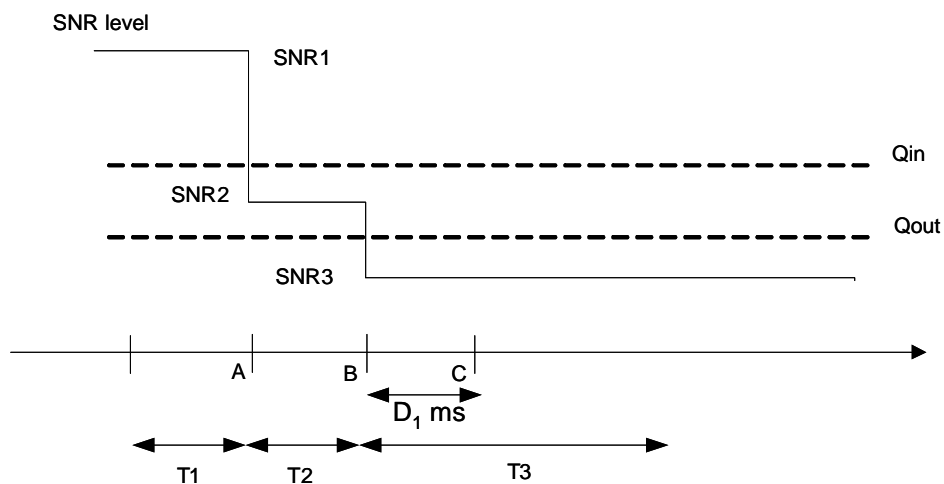 SNR level
SNR1
Qin
SNR2
Qout
SNR3
A
B
C
D₁ ms
T1
T2
T3